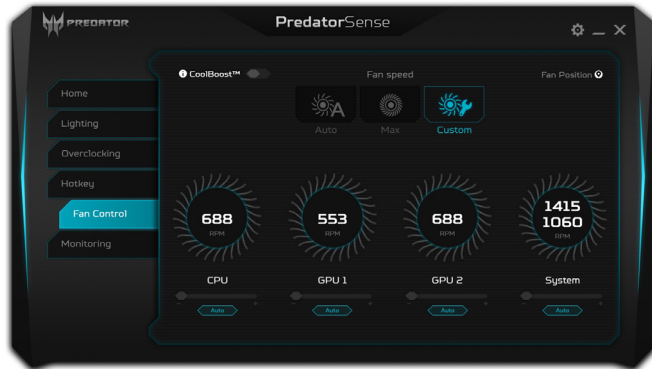 PREDATOR
PredatorSense
CoolBoost™
Fan speed
Fan Position
Home
Lighting
Overclocking
Hotkey
Fan Control
Monitoring
A
Auto
Max
Custom
688
RPM
553
RPM
688
RPM
1415
1060
RPM
CPU
GPU 1
GPU 2
System
- +
- +
- +
- +
Auto
Auto
Auto
Auto